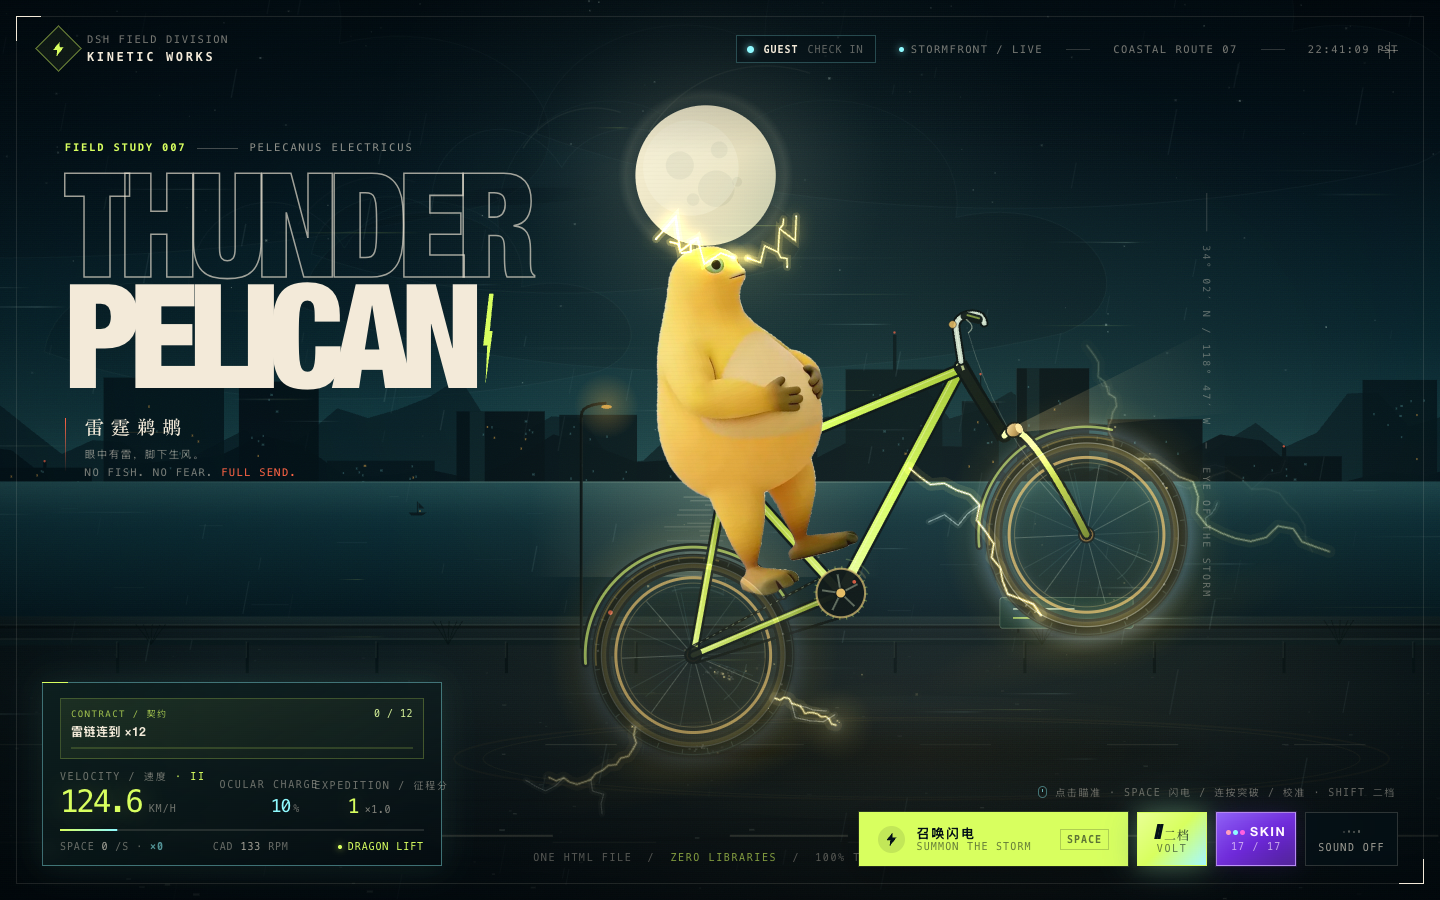 DSH FIELD DIVISION
KINETIC WORKS
GUEST CHECK IN
STORMFRONT / LIVE
COASTAL ROUTE 07
22:41:09 PST
FIELD STUDY 007
PELECANUS ELECTRICUS
THUNDER
PELICAN
雷霆鹈鹕
眼中有雷，脚下生风。
NO FISH. NO FEAR. FULL SEND.
34° 02′ N / 118° 47′ W — EYE OF THE STORM
CONTRACT / 契约
0 / 12
雷链连到 ×12
VELOCITY / 速度 · II
124.6 KM/H
OCULAR CHARGE
10%
EXPEDITION / 征程分
1 ×1.0
SPACE 0 /S · ×0
CAD 133 RPM
DRAGON LIFT
点击瞄准 · SPACE 闪电 / 连按突破 / 校准 · SHIFT 二档
ONE HTML FILE / ZERO LIBRARIES / 100% T
召唤闪电
SUMMON THE STORM
SPACE
二档
VOLT
SKIN
17 / 17
SOUND OFF